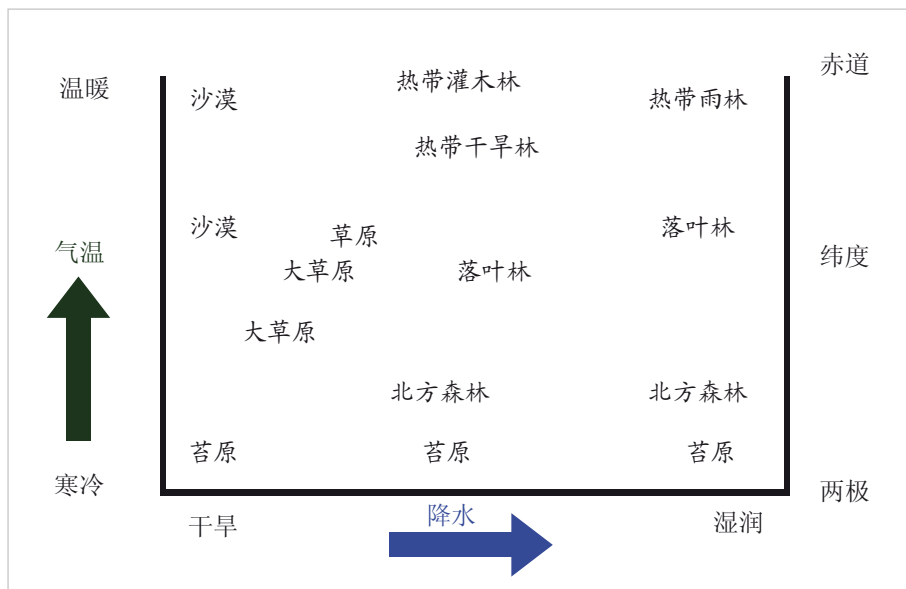 赤道
温暖
热带灌木林
沙漠
热带雨林
热带干旱林
沙漠
草原
落叶林
气温
纬度
大草原
落叶林
大草原
北方森林
北方森林
苔原
苔原
苔原
寒冷
两极
干旱
降水
湿润